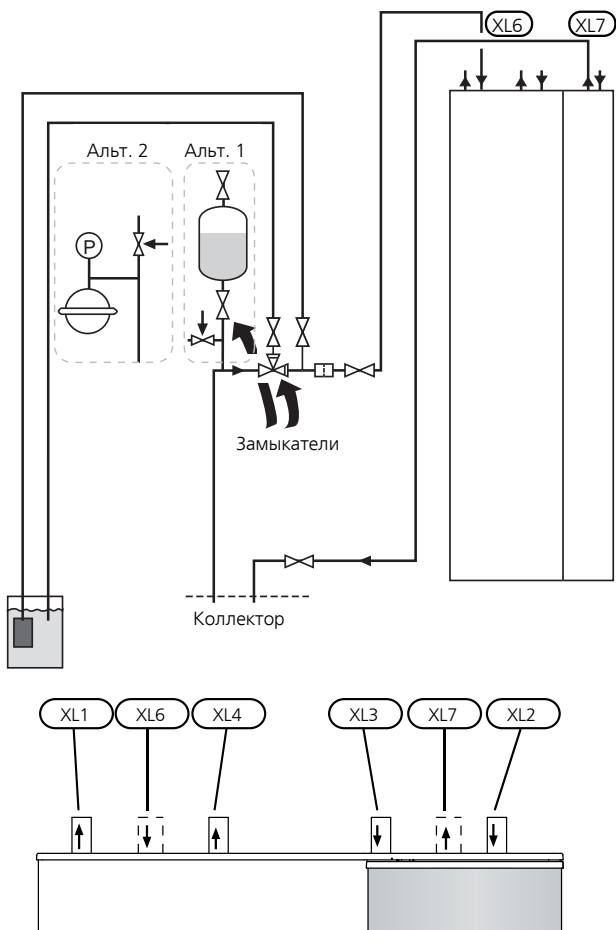 XL6 XL7
Альт. 2 Альт. 1
P
Замыкатели
Коллектор
XL1 XL6 XL4 XL3 XL7 XL2